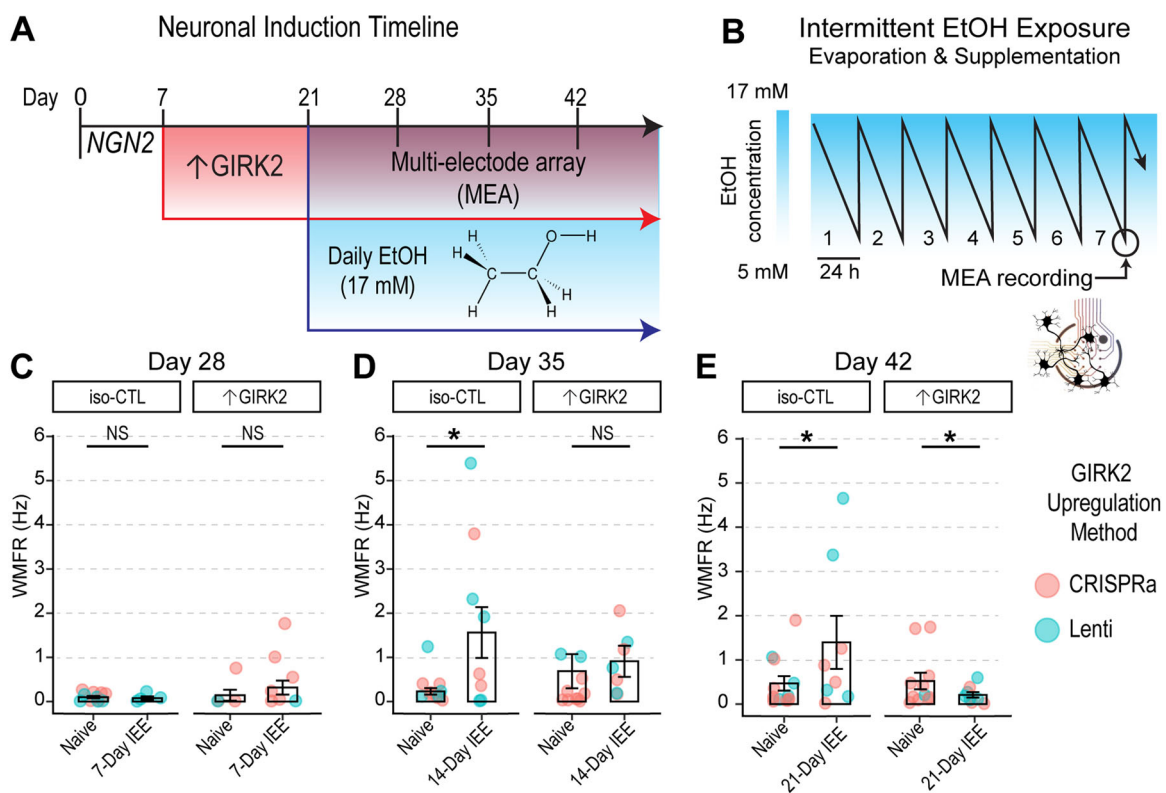 A
Neuronal Induction Timeline
Day 0 7 21 28 35 42
NGN2
↑GIRK2
Multi-electode array
(MEA)
Daily EtOH
(17 mM)
H
H
H
C
C
O
H
H
H
B
Intermittent EtOH Exposure
Evaporation & Supplementation
17 mM
EtOH
concentration
5 mM
1 2 3 4 5 6 7
24 h
MEA recording
C
Day 28
iso-CTL
↑GIRK2
NS
NS
WMFR (Hz)
6
5
4
3
2
1
0
Naive
7-Day IEE
Naive
7-Day IEE
D
Day 35
iso-CTL
↑GIRK2
*
NS
WMFR (Hz)
6
5
4
3
2
1
0
Naive
14-Day IEE
Naive
14-Day IEE
E
Day 42
iso-CTL
↑GIRK2
*
*
WMFR (Hz)
6
5
4
3
2
1
0
Naive
21-Day IEE
Naive
21-Day IEE
GIRK2
Upregulation
Method
CRISPRa
Lenti